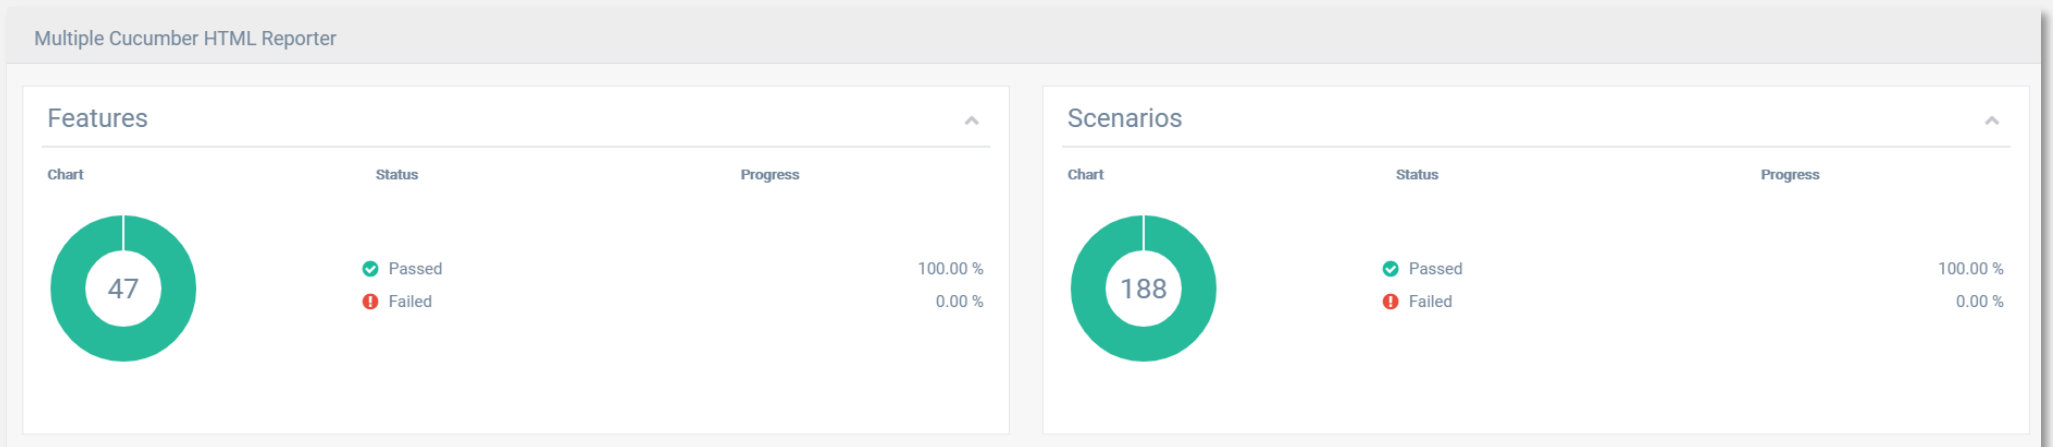 Multiple Cucumber HTML Reporter
Features
Chart Status Progress
47
Passed 100.00 %
Failed 0.00 %
Scenarios
Chart Status Progress
188
Passed 100.00 %
Failed 0.00 %